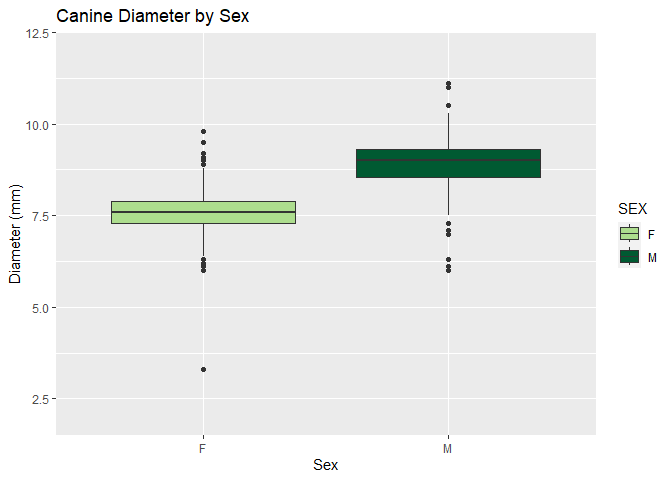 Canine Diameter by Sex
12.5
10.0
7.5
5.0
2.5
Diameter (mm)
F
M
Sex
SEX
F
M